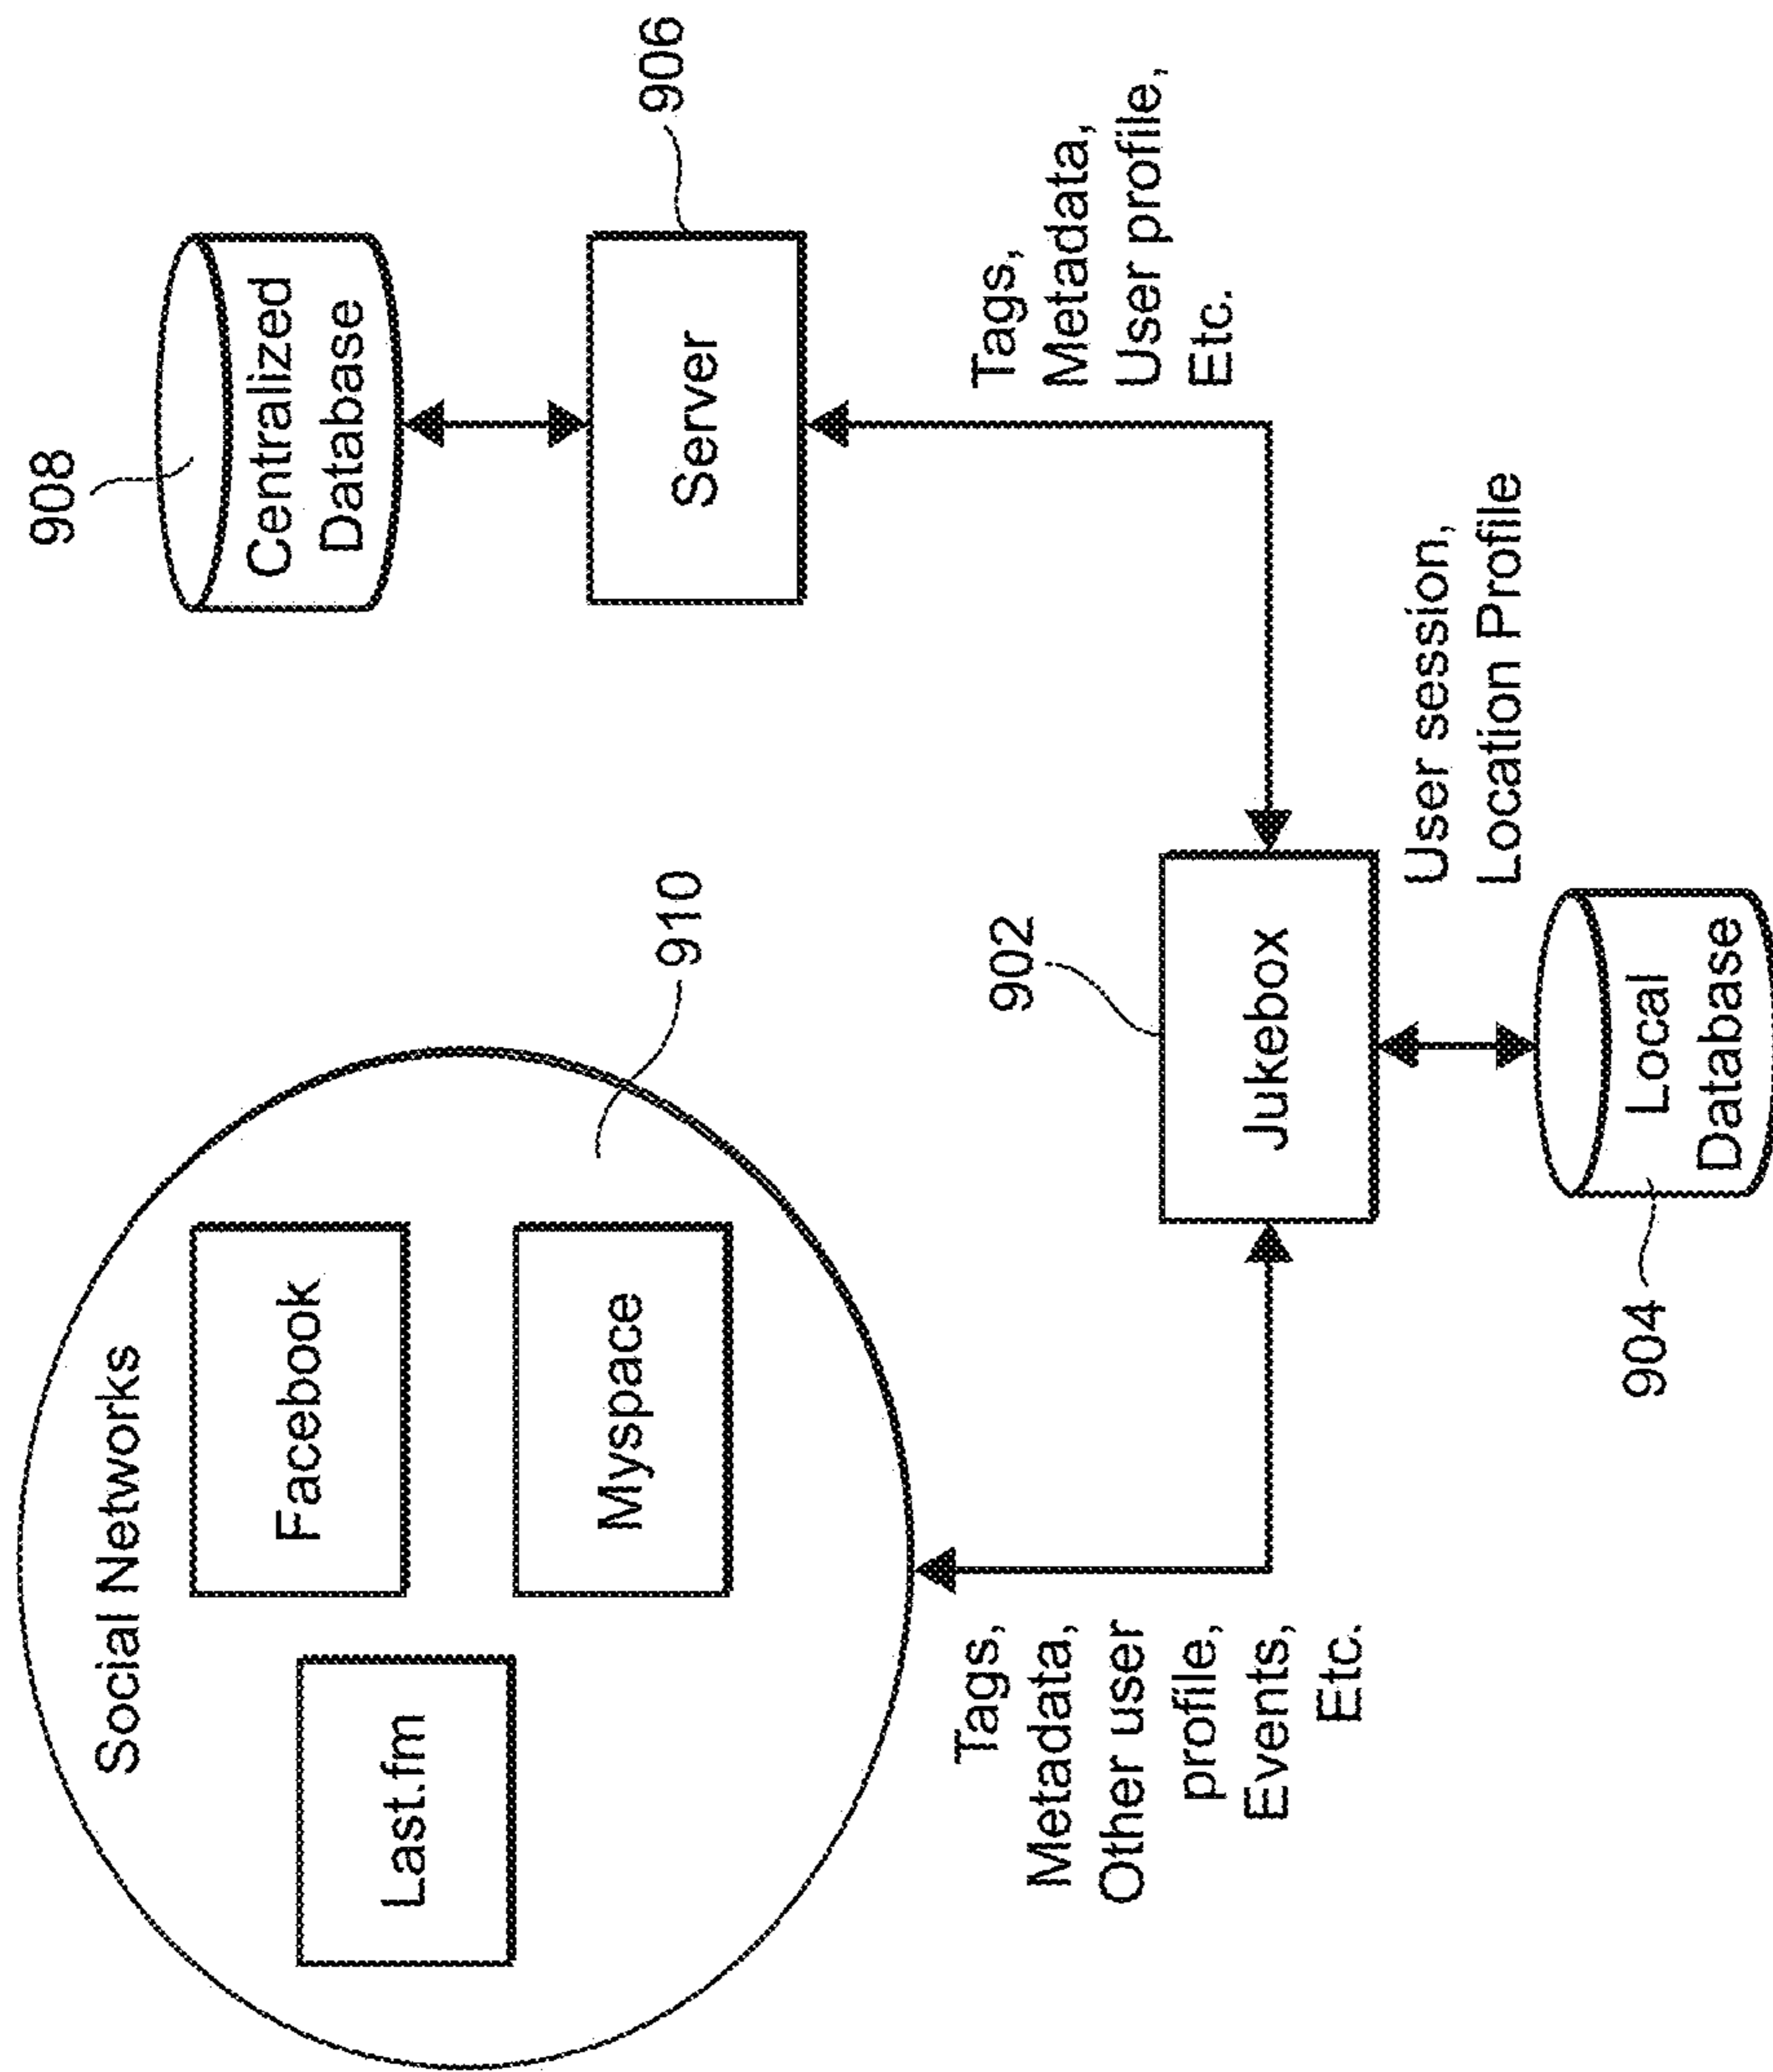 Social Networks
Last.fm
Facebook
Myspace
910
908
Centralized
Database
Server
906
Tags,
Metadata,
Other user
profile,
Events,
Etc.
Tags,
Metadata,
User profile,
Etc.
902
Jukebox
User session,
Location Profile
904
Local
Database